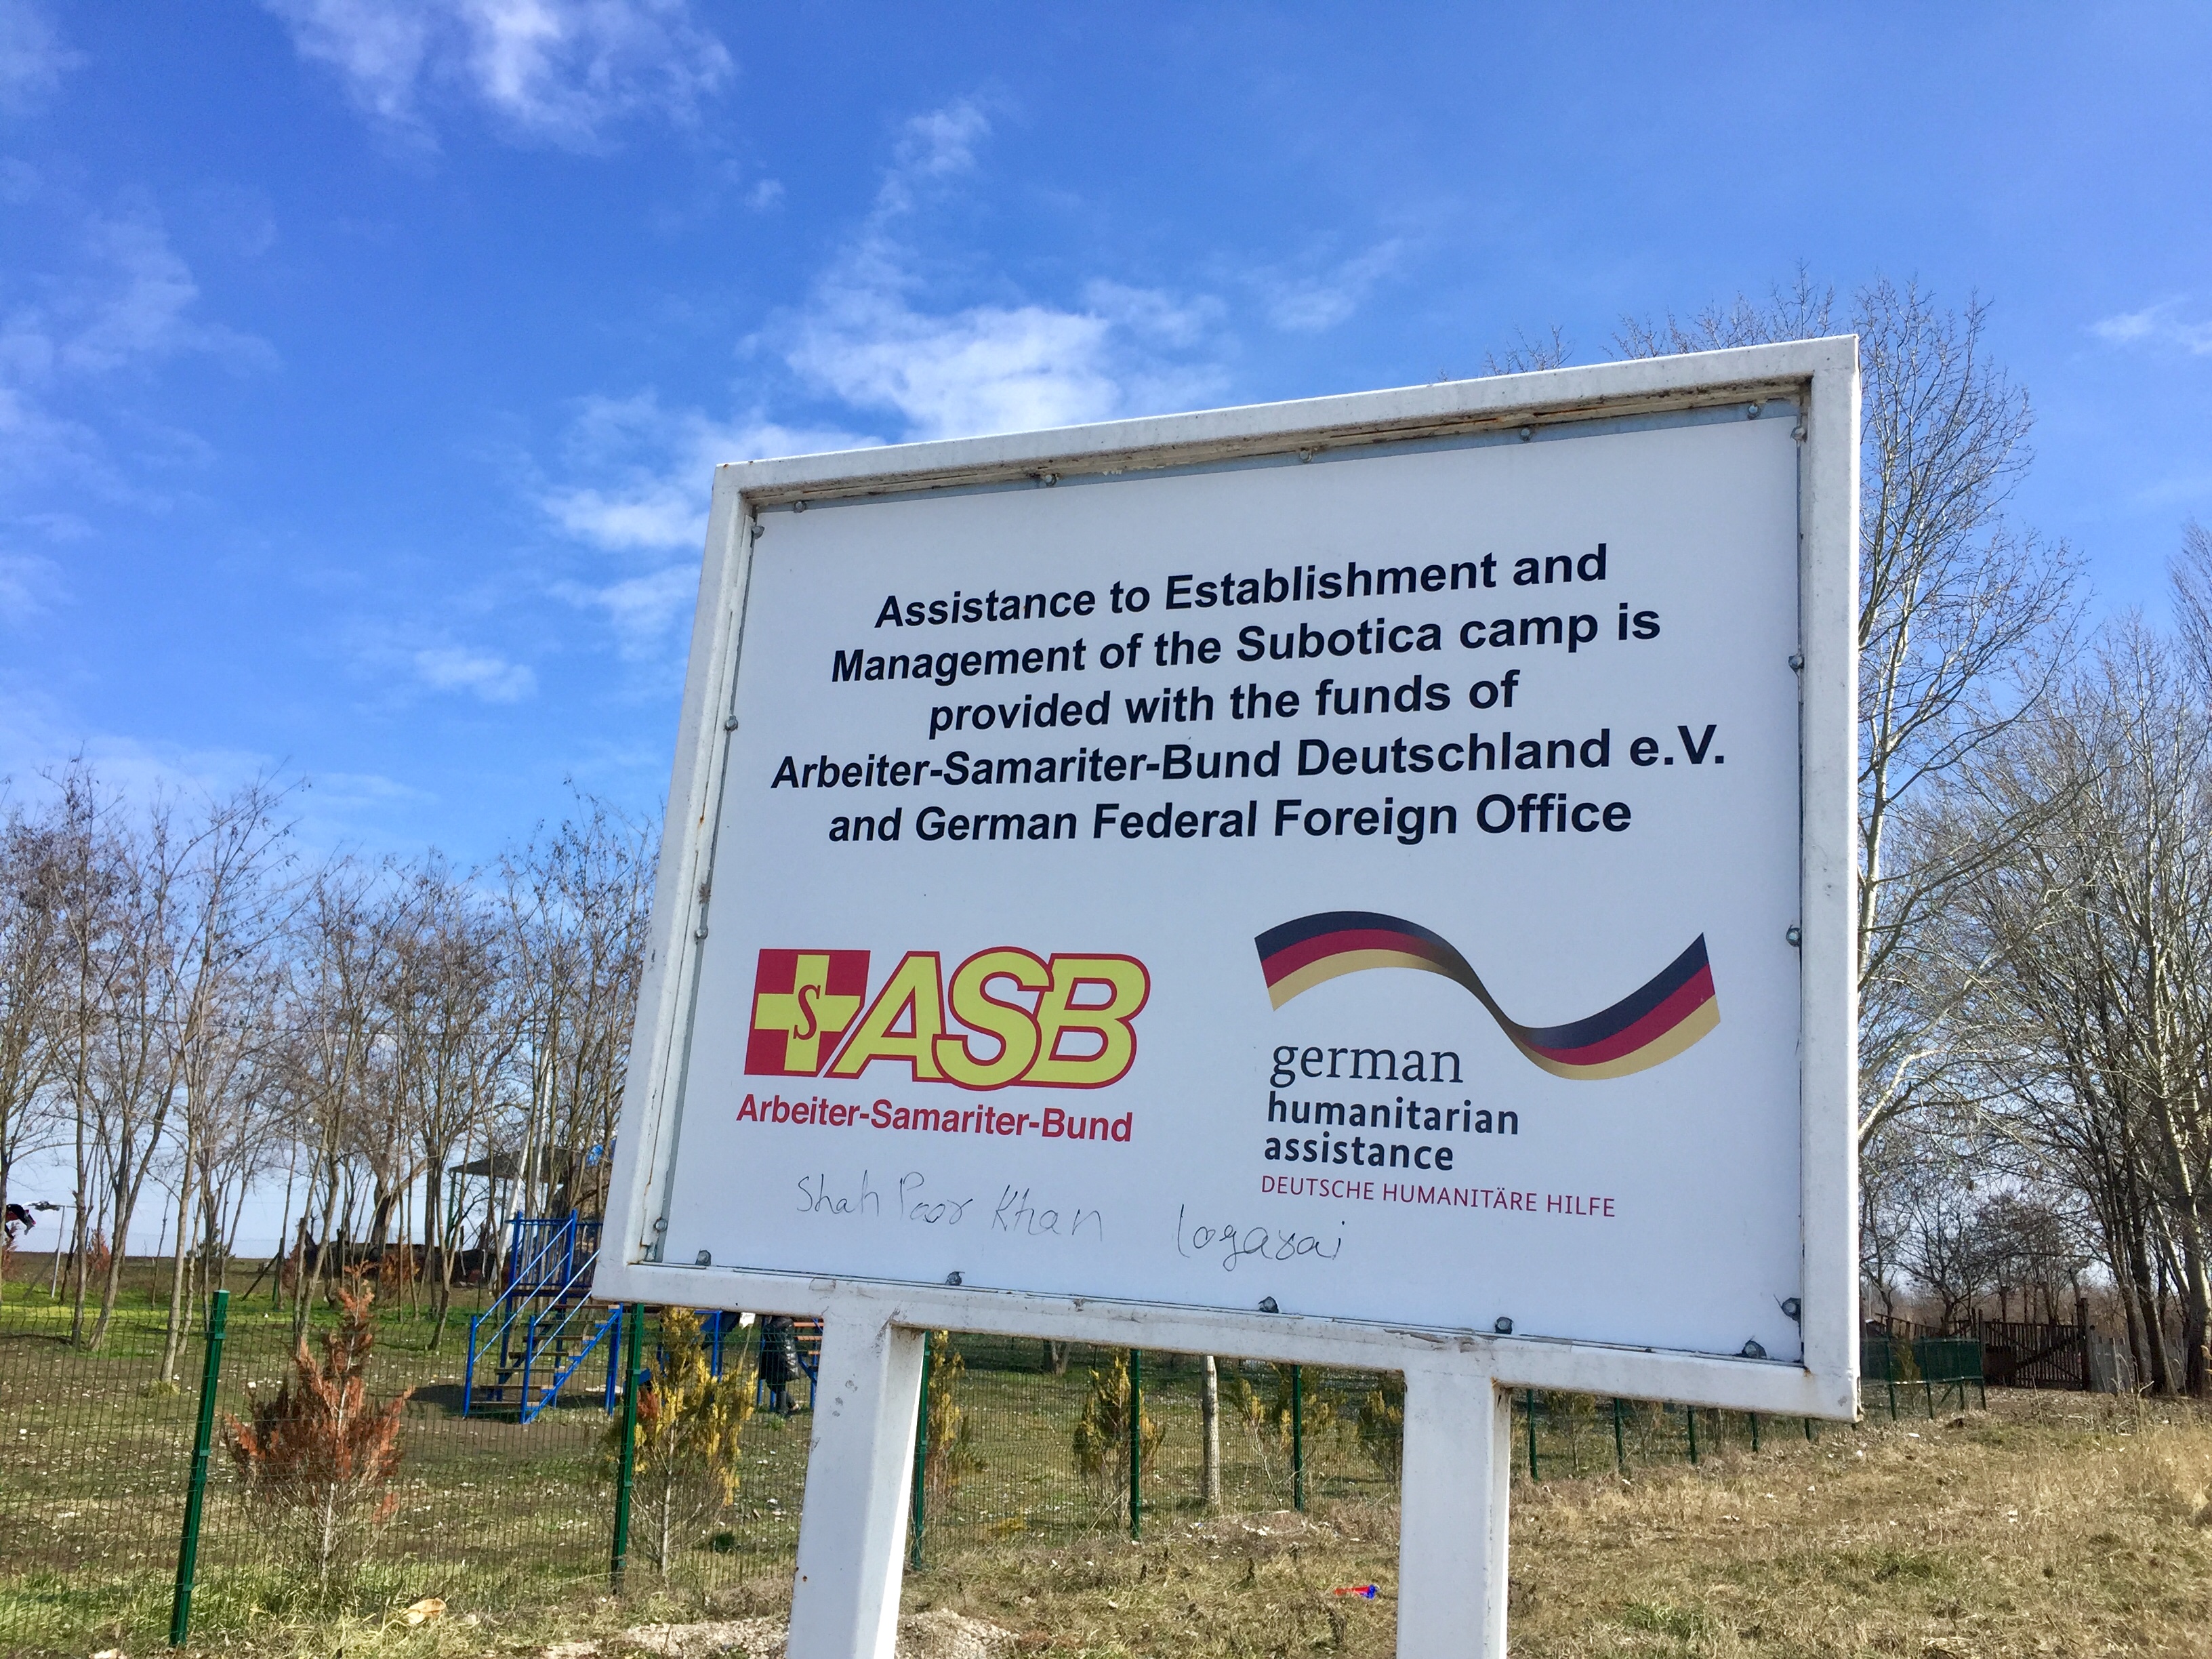 Assistance to Establishment and
Management of the Subotica camp is
provided with the funds of
Arbeiter-Samariter-Bund Deutschland e.V.
and German Federal Foreign Office
S ASB
Arbeiter-Samariter-Bund
german
humanitarian
assistance
DEUTSCHE HUMANITÄRE HILFE
Shah Poor Khan logarai